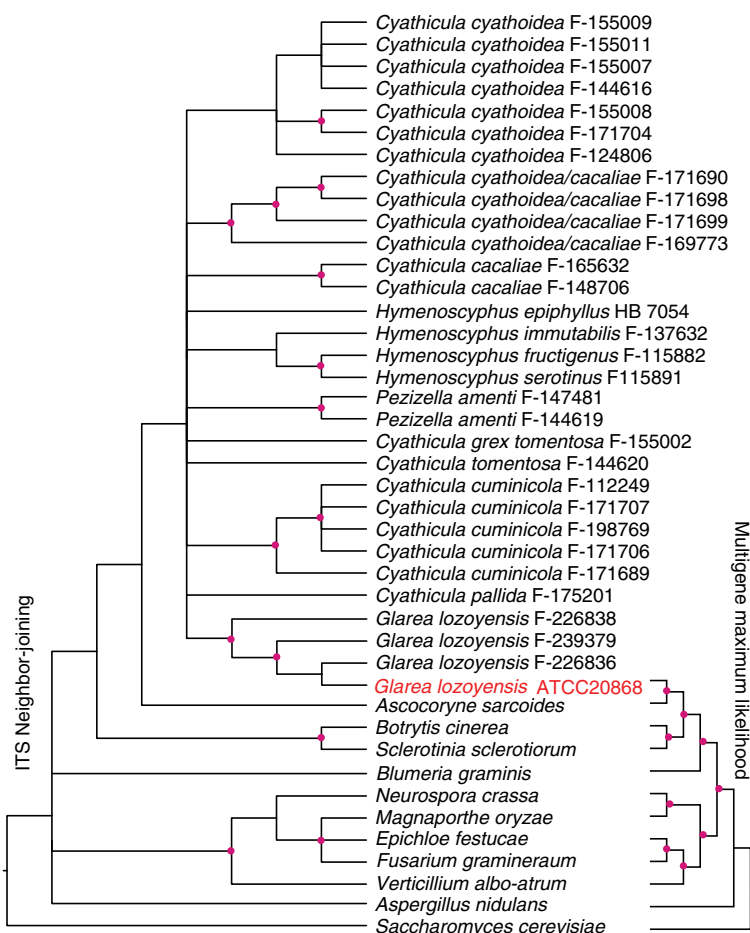 Cyathicula cyathoidea F-155009
Cyathicula cyathoidea F-155011
Cyathicula cyathoidea F-155007
Cyathicula cyathoidea F-144616
Cyathicula cyathoidea F-155008
Cyathicula cyathoidea F-171704
Cyathicula cyathoidea F-124806
Cyathicula cyathoidea/cacaliae F-171690
Cyathicula cyathoidea/cacaliae F-171698
Cyathicula cyathoidea/cacaliae F-171699
Cyathicula cyathoidea/cacaliae F-169773
Cyathicula cacaliae F-165632
Cyathicula cacaliae F-148706
Hymenoscyphus epiphyllus HB 7054
Hymenoscyphus immutabilis F-137632
Hymenoscyphus fructigenus F-115882
Hymenoscyphus serotinus F115891
Pezizella amenti F-147481
Pezizella amenti F-144619
Cyathicula grex tomentosa F-155002
Cyathicula tomentosa F-144620
Cyathicula cuminicola F-112249
Cyathicula cuminicola F-171707
Cyathicula cuminicola F-198769
Cyathicula cuminicola F-171706
Cyathicula cuminicola F-171689
Cyathicula pallida F-175201
Glarea lozoyensis F-226838
Glarea lozoyensis F-239379
Glarea lozoyensis F-226836
Glarea lozoyensis ATCC20868
Ascocoryne sarcoides
Botrytis cinerea
Sclerotinia sclerotiorum
Blumeria graminis
Neurospora crassa
Magnaporthe oryzae
Epichloe festucae
Fusarium gramineraum
Verticillium albo-atrum
Aspergillus nidulans
Saccharomyces cerevisiae
ITS Neighbor-joining
Multigene maximum likelihood